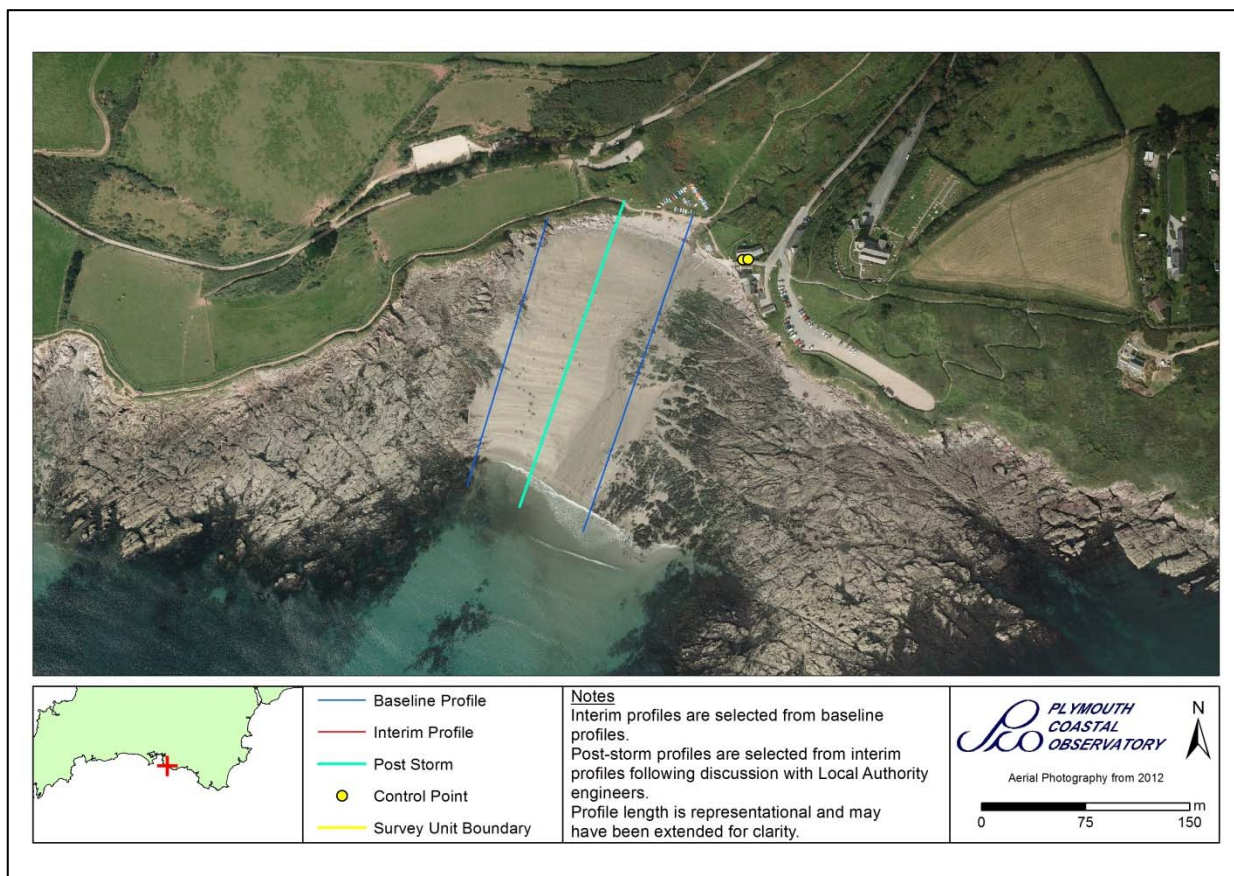 Baseline Profile
Interim Profile
Post Storm
Control Point
Survey Unit Boundary
Notes
Interim profiles are selected from baseline
profiles.
Post-storm profiles are selected from interim
profiles following discussion with Local Authority
engineers.
Profile length is representational and may
have been extended for clarity.
PCO
PLYMOUTH
COASTAL
OBSERVATORY
N
Aerial Photography from 2012
m
0 75 150